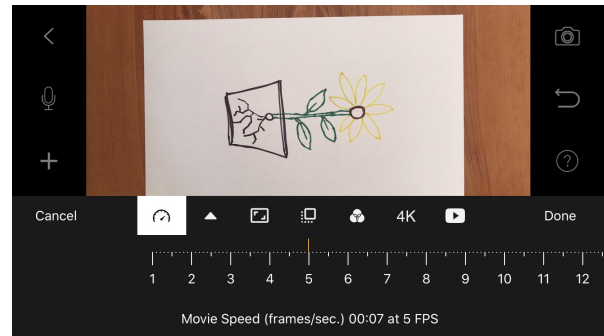 Cancel
4K
Done
1 2 3 4 5 6 7 8 9 10 11 12
Movie Speed (frames/sec.) 00:07 at 5 FPS